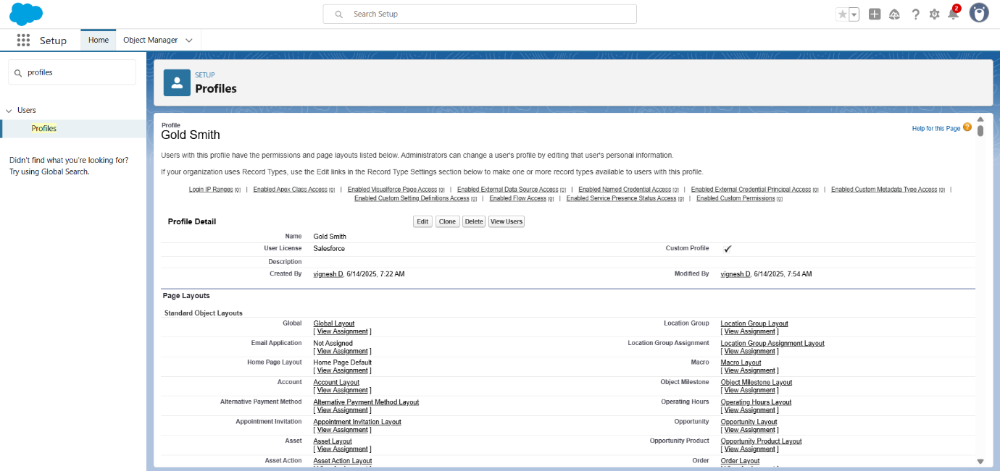 Search Setup
2
Setup
Home
Object Manager
profiles
Users
Profiles
Didn't find what you're looking for?
Try using Global Search.
SETUP
Profiles
Profile
Gold Smith
Help for this Page
Users with this profile have the permissions and page layouts listed below. Administrators can change a user's profile by editing that user's personal information.
If your organization uses Record Types, use the Edit links in the Record Type Settings section below to make one or more record types available to users with this profile.
Login IP Ranges [0] | Enabled Apex Class Access [0] | Enabled Visualforce Page Access [0] | Enabled External Data Source Access [0] | Enabled Named Credential Access [0] | Enabled External Credential Principal Access [0] | Enabled Custom Metadata Type Access [0] |
Enabled Custom Setting Definitions Access [0] | Enabled Flow Access [0] | Enabled Service Presence Status Access [0] | Enabled Custom Permissions [0]
Profile Detail Edit Clone Delete View Users
Name Gold Smith
User License Salesforce Custom Profile
Description
Created By vignesh D, 6/14/2025, 7:22 AM Modified By vignesh D, 6/14/2025, 7:54 AM
Page Layouts
Standard Object Layouts
Global Global Layout Location Group Location Group Layout
[ View Assignment ] [ View Assignment ]
Email Application Not Assigned Location Group Assignment Location Group Assignment Layout
[ View Assignment ] [ View Assignment ]
Home Page Layout Home Page Default Macro Macro Layout
[ View Assignment ] [ View Assignment ]
Account Account Layout Object Milestone Object Milestone Layout
[ View Assignment ] [ View Assignment ]
Alternative Payment Method Alternative Payment Method Layout Operating Hours Operating Hours Layout
[ View Assignment ] [ View Assignment ]
Appointment Invitation Appointment Invitation Layout Opportunity Opportunity Layout
[ View Assignment ] [ View Assignment ]
Asset Asset Layout Opportunity Product Opportunity Product Layout
[ View Assignment ] [ View Assignment ]
Asset Action Asset Action Layout Order Order Layout